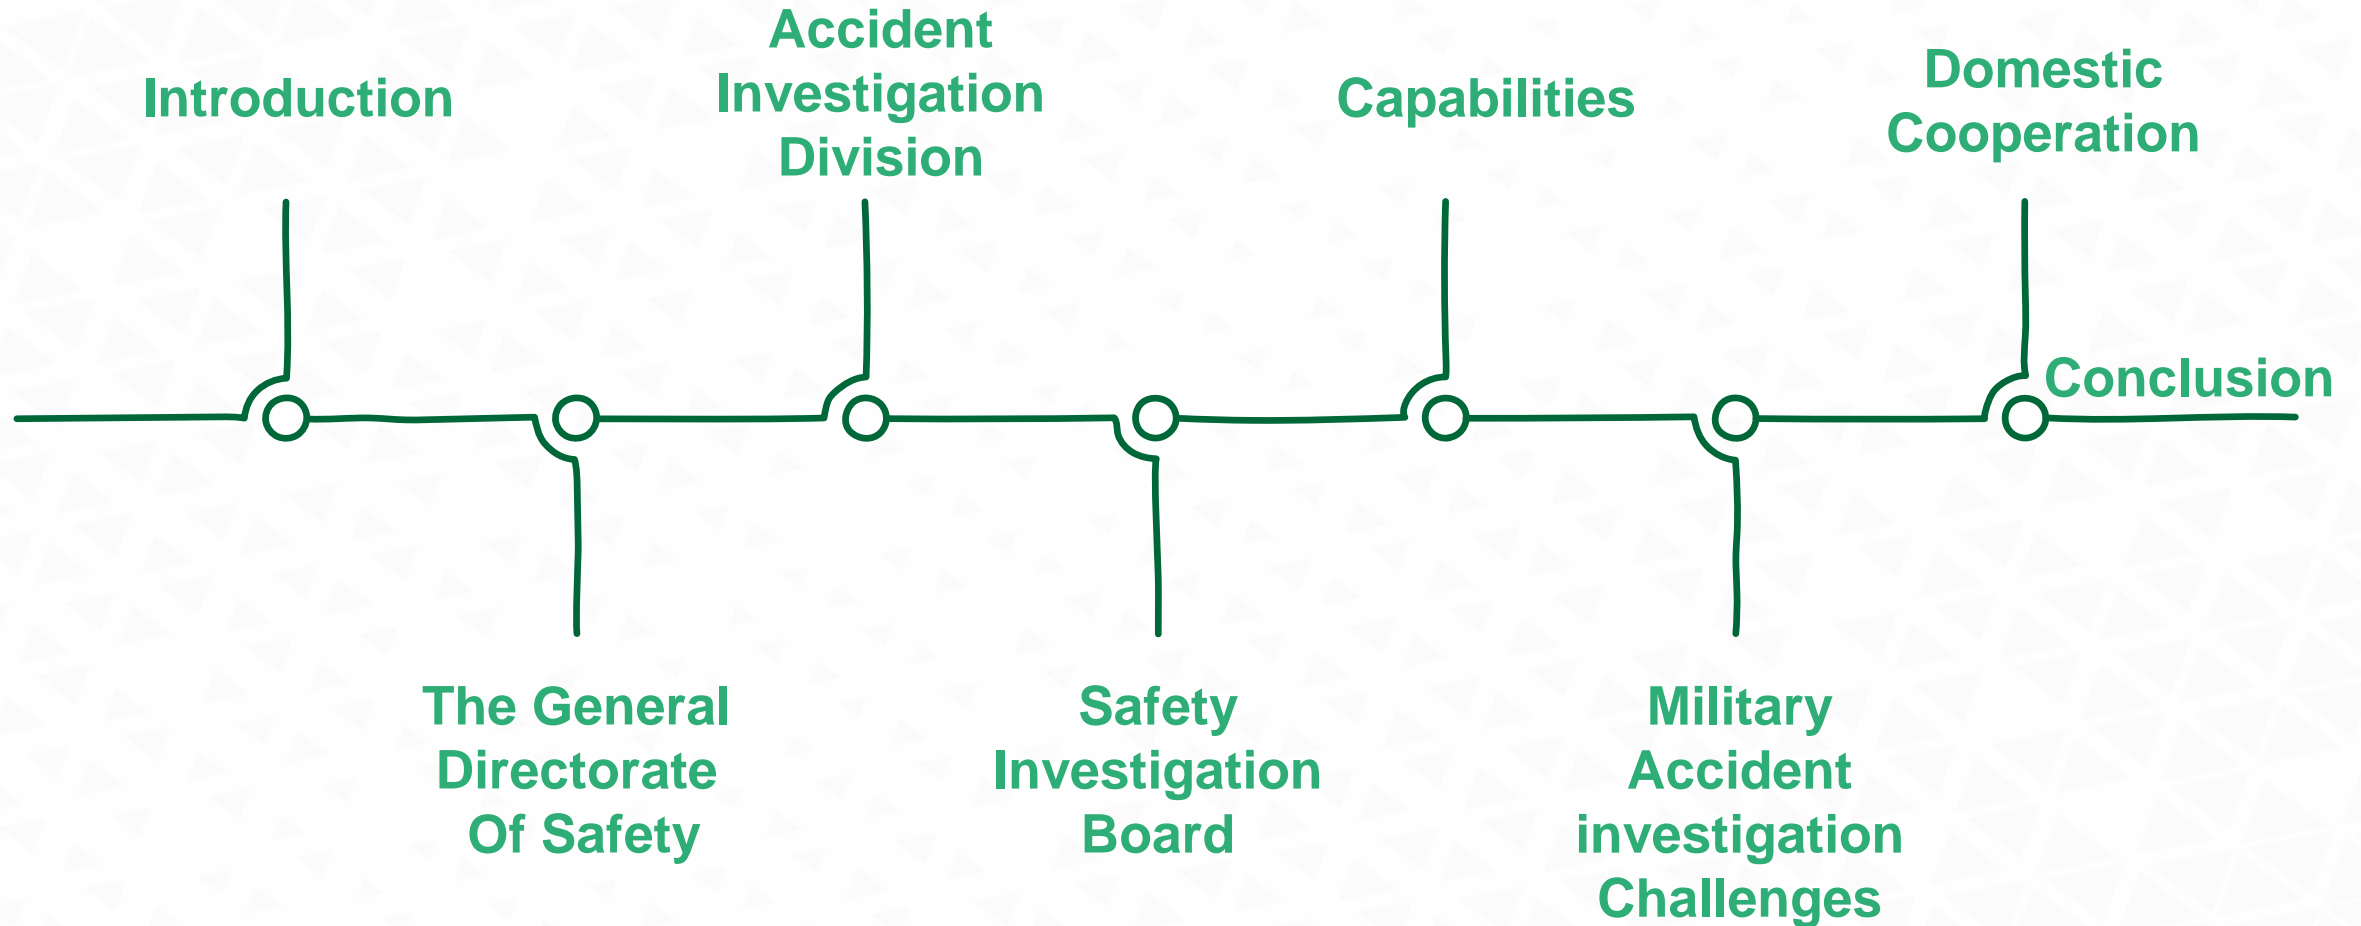 Introduction
The General
Directorate
Of Safety
Accident
Investigation
Division
Safety
Investigation
Board
Capabilities
Military
Accident
investigation
Challenges
Domestic
Cooperation
Conclusion